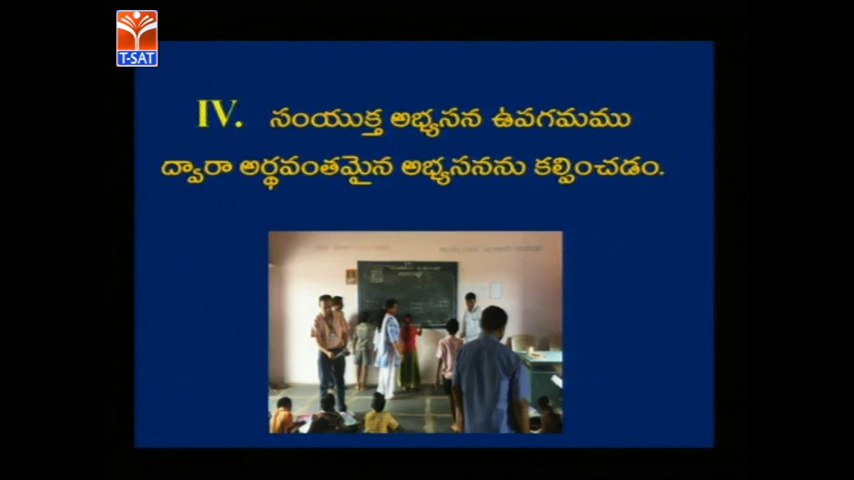 T-SAT
IV. సంయుక్త అభ్యసన ఉపగమము
ద్వారా అర్థవంతమైన అభ్యసనను కల్పించడం.